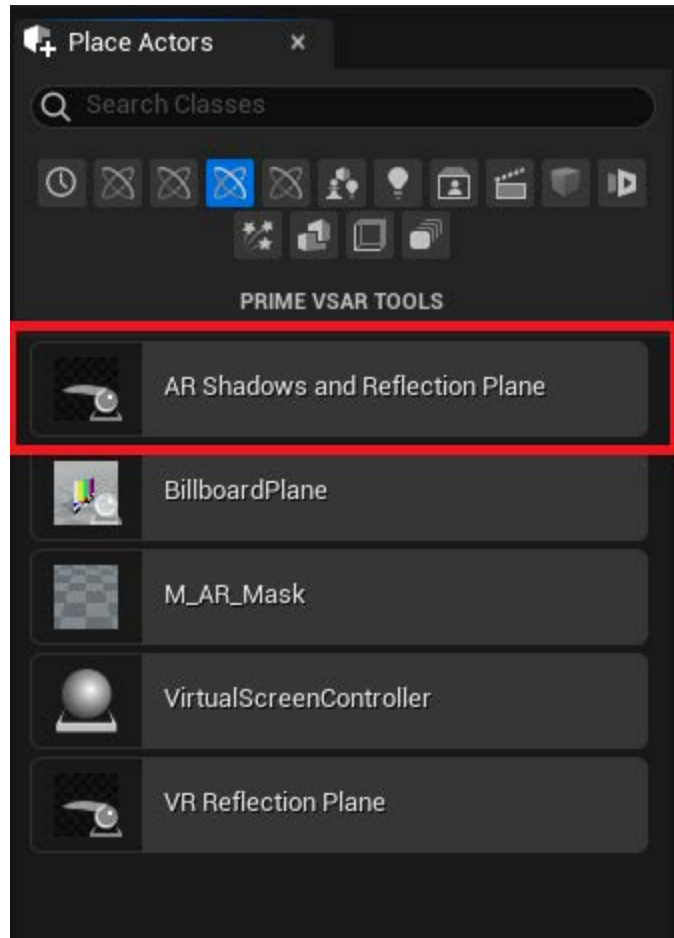 Place Actors
Search Classes
PRIME VSAR TOOLS
AR Shadows and Reflection Plane
BillboardPlane
M_AR_Mask
VirtualScreenController
VR Reflection Plane